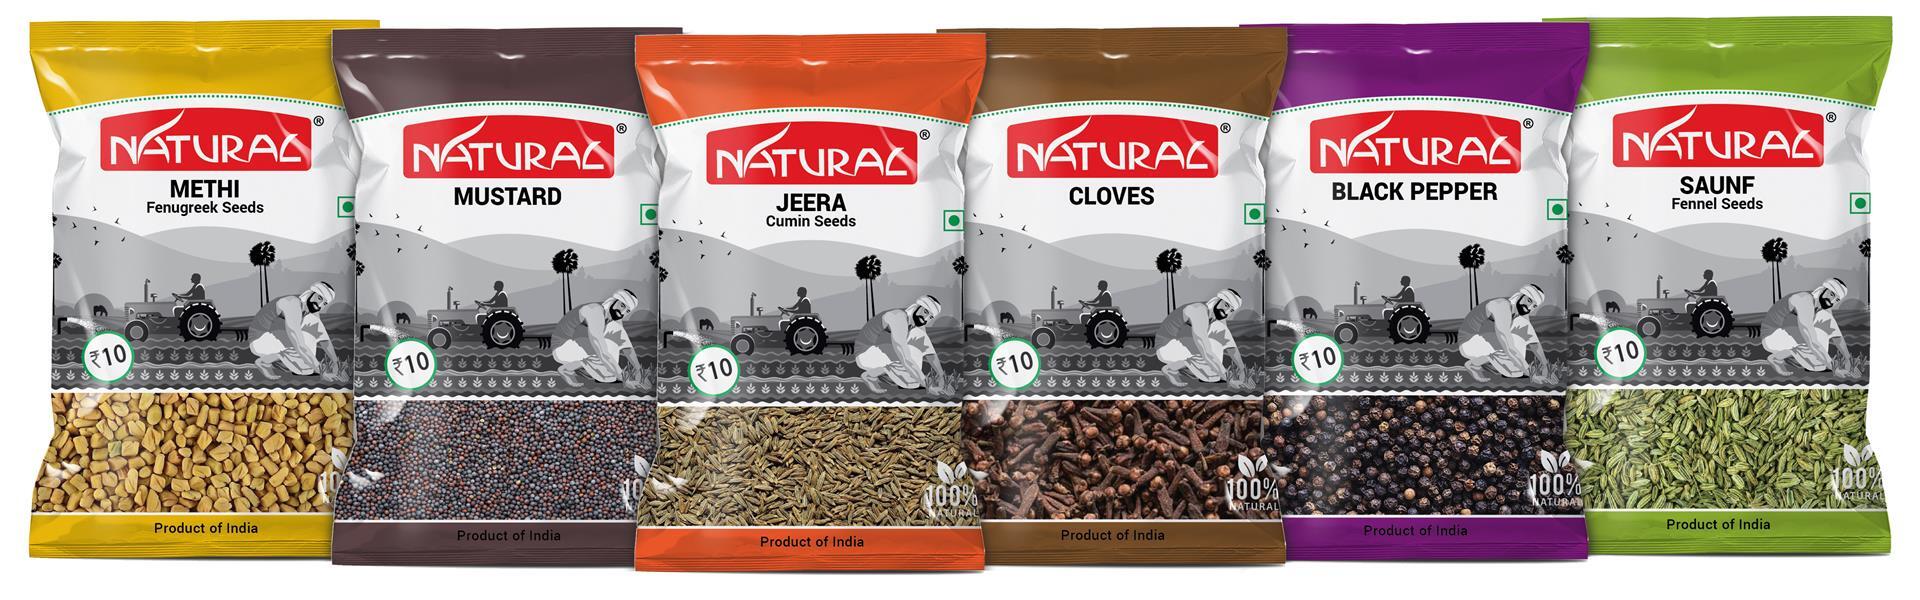 NATURAL®
METHI
Fenugreek Seeds
₹10
Product of India
NATURAL®
MUSTARD
₹10
Product of India
NATURAL®
JEERA
Cumin Seeds
₹10
100%
NATURAL
Product of India
NATURAL®
CLOVES
₹10
100%
NATURAL
Product of India
NATURAL®
BLACK PEPPER
₹10
100%
NATURAL
Product of India
NATURAL®
SAUNF
Fennel Seeds
₹10
100%
NATURAL
Product of India